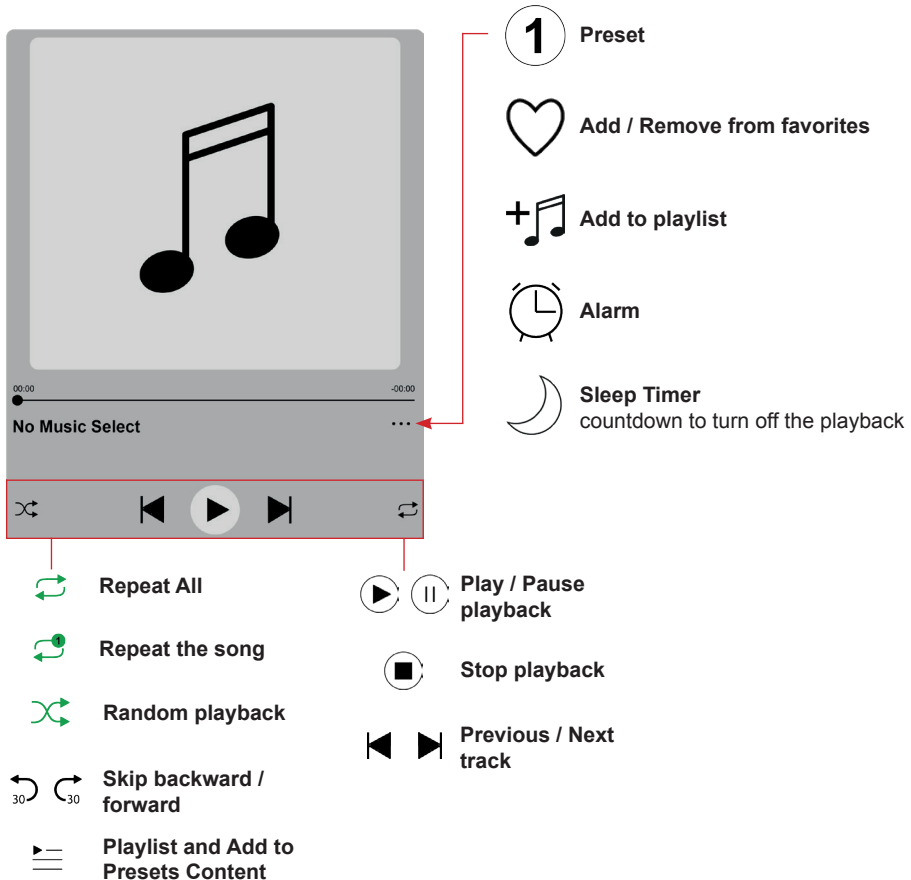 1 Preset
Add / Remove from favorites
Add to playlist
Alarm
Sleep Timer
countdown to turn off the playback
00:00 -00:00
No Music Select
Repeat All
1
Repeat the song
Random playback
30 30
Skip backward /
forward
Playlist and Add to
Presets Content
Play / Pause
playback
Stop playback
Previous / Next
track